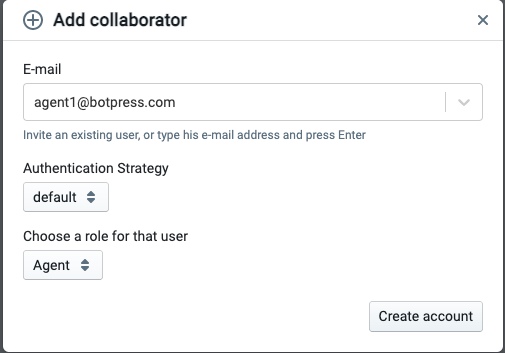 Add collaborator
E-mail
agent1@botpress.com
Invite an existing user, or type his e-mail address and press Enter
Authentication Strategy
default
Choose a role for that user
Agent
Create account